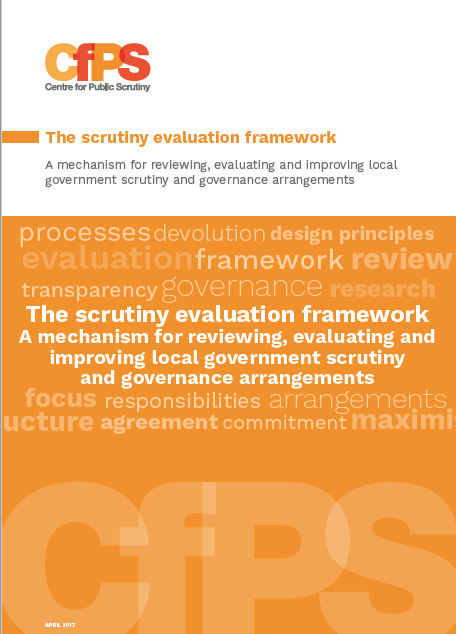 CfPS
Centre for Public Scrutiny
The scrutiny evaluation framework
A mechanism for reviewing, evaluating and improving local
government scrutiny and governance arrangements
processes devolution design principles
evaluation framework review
transparency governance research
The scrutiny evaluation framework
A mechanism for reviewing, evaluating and
improving local government scrutiny
and governance arrangements
focus responsibilities arrangements
ucture agreement commitment maximis
CfPS
APRIL 2017